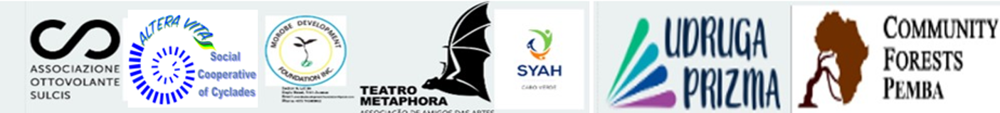 ASSOCIAZIONE
OTTOVOLANTE
SULCIS
ALTERA VITA
Social
Cooperative
of Cyclades
MOROBE DEVELOPMENT
FOUNDATION INC.
TEATRO
METAPHORA
ASSOCIAÇÃO DE AMIGOS DAS ARTES
SYAH
CABO VERDE
UDRUGA
PRIZMA
COMMUNITY
FORESTS
PEMBA